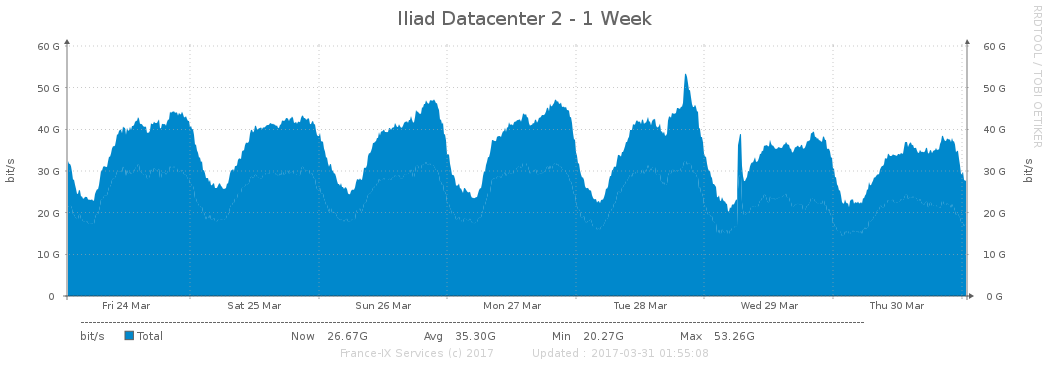 Iliad Datacenter 2 - 1 Week
RRDTOOL / TOBI OETIKER
60 G 60 G
50 G 50 G
40 G 40 G
30 G 30 G
20 G 20 G
10 G 10 G
0 0 G
bit/s bit/s
Fri 24 Mar Sat 25 Mar Sun 26 Mar Mon 27 Mar Tue 28 Mar Wed 29 Mar Thu 30 Mar
bit/s Total Now 26.67G Avg 35.30G Min 20.27G Max 53.26G
France-IX Services (c) 2017 Updated : 2017-03-31 01:55:08